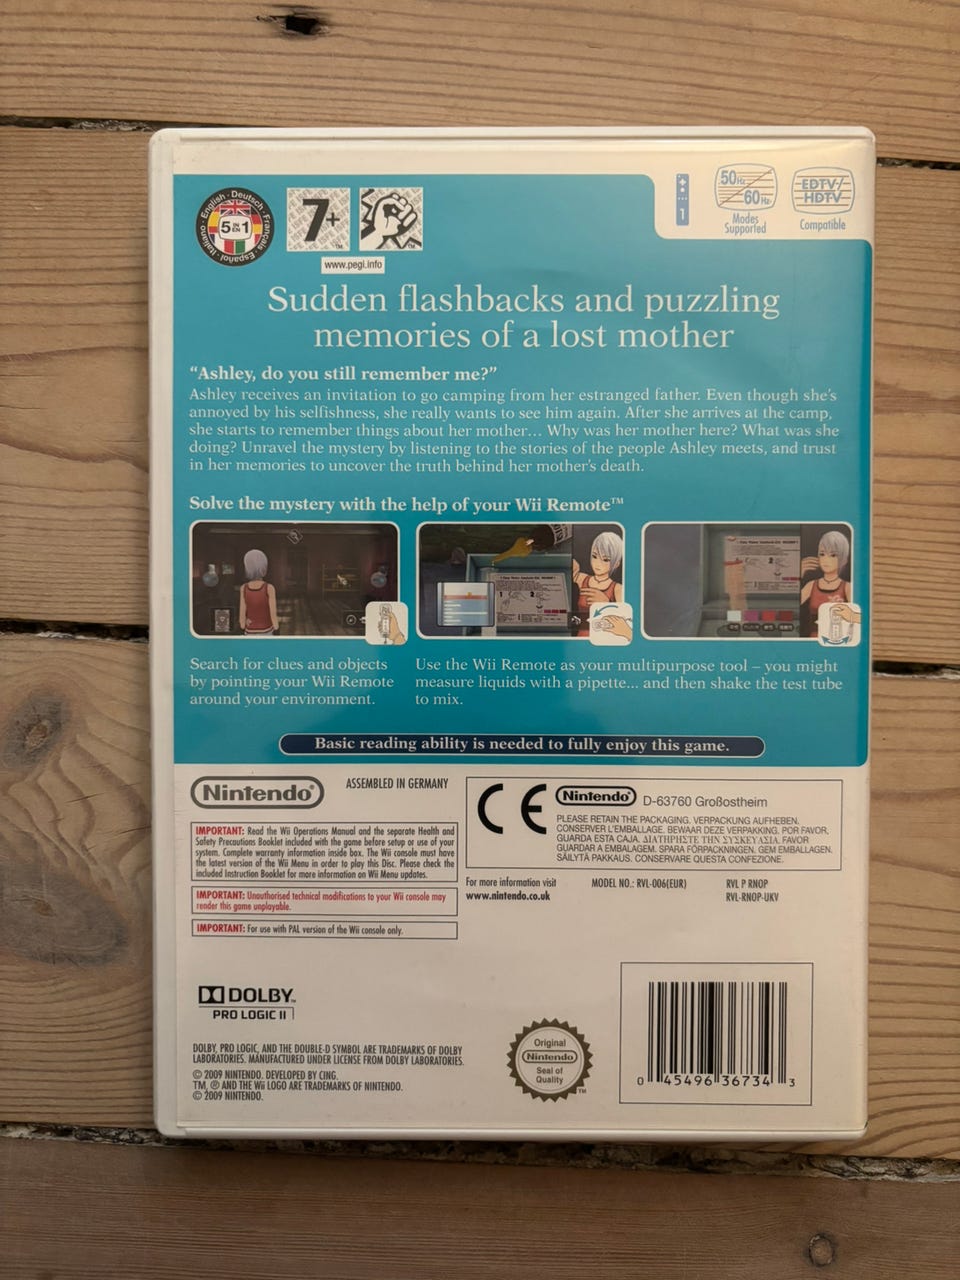 English · Deutsch · Français · Español · Italiano
5 IN EN 1
7+
TM
TM
www.pegi.info
1
50Hz
60Hz
Modes
Supported
EDTV/
HDTV
Compatible
Sudden flashbacks and puzzling
memories of a lost mother
“Ashley, do you still remember me?”
Ashley receives an invitation to go camping from her estranged father. Even though she’s
annoyed by his selfishness, she really wants to see him again. After she arrives at the camp,
she starts to remember things about her mother... Why was her mother here? What was she
doing? Unravel the mystery by listening to the stories of the people Ashley meets, and trust
in her memories to uncover the truth behind her mother’s death.
Solve the mystery with the help of your Wii Remote™
Search for clues and objects
by pointing your Wii Remote
around your environment.
Use the Wii Remote as your multipurpose tool – you might
measure liquids with a pipette... and then shake the test tube
to mix.
Basic reading ability is needed to fully enjoy this game.
Nintendo®
ASSEMBLED IN GERMANY
IMPORTANT: Read the Wii Operations Manual and the separate Health and
Safety Precautions Booklet included with the game before setup or use of your
system. Complete warranty information inside box. The Wii console must have
the latest version of the Wii Menu in order to play this Disc. Please check the
included Instruction Booklet for more information on Wii Menu updates.
IMPORTANT: Unauthorised technical modifications to your Wii console may
render this game unplayable.
IMPORTANT: For use with PAL version of the Wii console only.
CE
Nintendo® D-63760 Großostheim
PLEASE RETAIN THE PACKAGING. VERPACKUNG AUFHEBEN.
CONSERVER L’EMBALLAGE. BEWAAR DEZE VERPAKKING. POR FAVOR,
GUARDA ESTA CAJA. ΔΙΑΤΗΡΗΣΤΕ ΤΗΝ ΣΥΣΚΕΥΑΣΙΑ. FAVOR
GUARDAR A EMBALAGEM. SPARA FÖRPACKNINGEN. GEM EMBALLAGEN.
SÄILYTÄ PAKKAUS. CONSERVARE QUESTA CONFEZIONE.
For more information visit
www.nintendo.co.uk
MODEL NO.: RVL-006(EUR)
RVL P RNOP
RVL-RNOP-UKV
DOLBY™
PRO LOGIC II
DOLBY, PRO LOGIC, AND THE DOUBLE-D SYMBOL ARE TRADEMARKS OF DOLBY
LABORATORIES. MANUFACTURED UNDER LICENSE FROM DOLBY LABORATORIES.
© 2009 NINTENDO. DEVELOPED BY CING.
TM, ® AND THE Wii LOGO ARE TRADEMARKS OF NINTENDO.
© 2009 NINTENDO.
Original
Nintendo
Seal of
Quality
TM
0 45496 36734 3